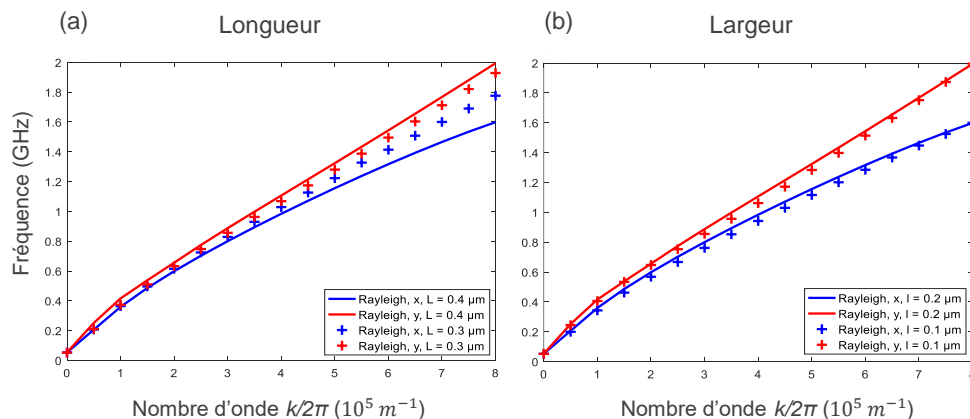 (a)
Longueur
Fréquence (GHz)
2
1.8
1.6
1.4
1.2
1
0.8
0.6
0.4
0.2
0
0 1 2 3 4 5 6 7 8
Rayleigh, x, L = 0.4 µm
Rayleigh, y, L = 0.4 µm
Rayleigh, x, L = 0.3 µm
Rayleigh, y, L = 0.3 µm
Nombre d'onde k/2π (10⁵ m⁻¹)
(b)
Largeur
2
1.8
1.6
1.4
1.2
1
0.8
0.6
0.4
0.2
0
0 1 2 3 4 5 6 7 8
Rayleigh, x, l = 0.2 µm
Rayleigh, y, l = 0.2 µm
Rayleigh, x, l = 0.1 µm
Rayleigh, y, l = 0.1 µm
Nombre d'onde k/2π (10⁵ m⁻¹)